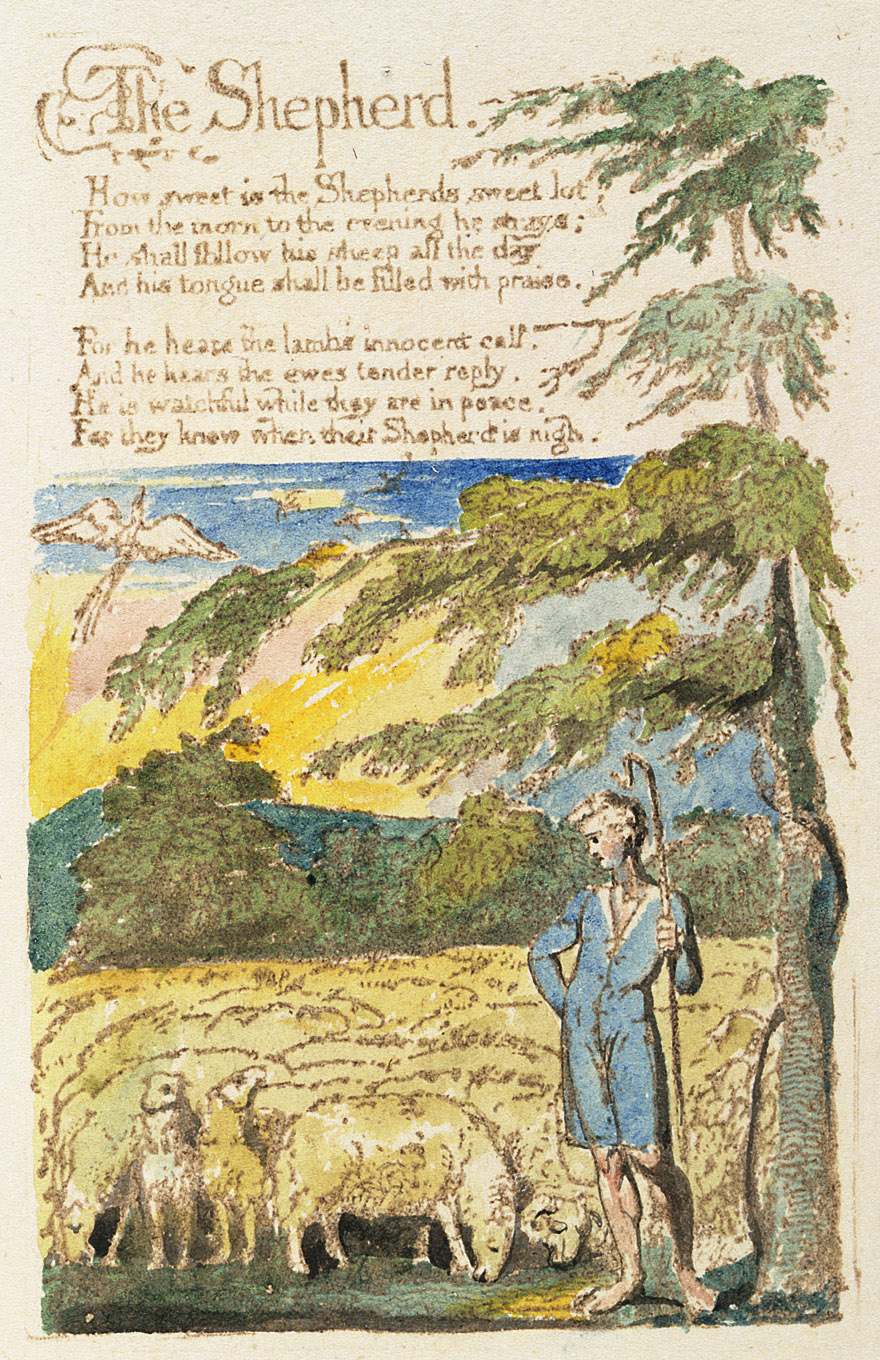 The Shepherd.
How sweet is the Shepherds sweet lot,
From the morn to the evening he strays:
He shall follow his sheep all the day
And his tongue shall be filled with praise.
For he hears the lambs innocent call.
And he hears the ewes tender reply.
He is watchful while they are in peace.
For they know when their Shepherd is nigh.